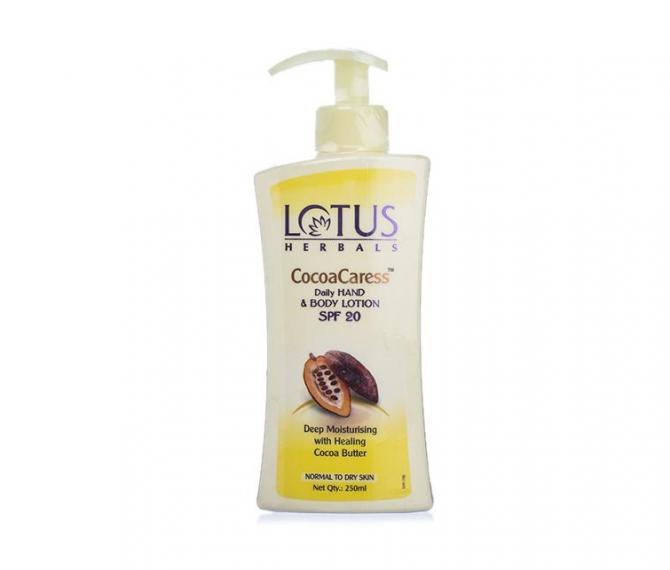 LOTUS
HERBALS
CocoaCaress™
Daily HAND
& BODY LOTION
SPF 20
Deep Moisturising
with Healing
Cocoa Butter
NORMAL TO DRY SKIN
Net Qty.: 250ml